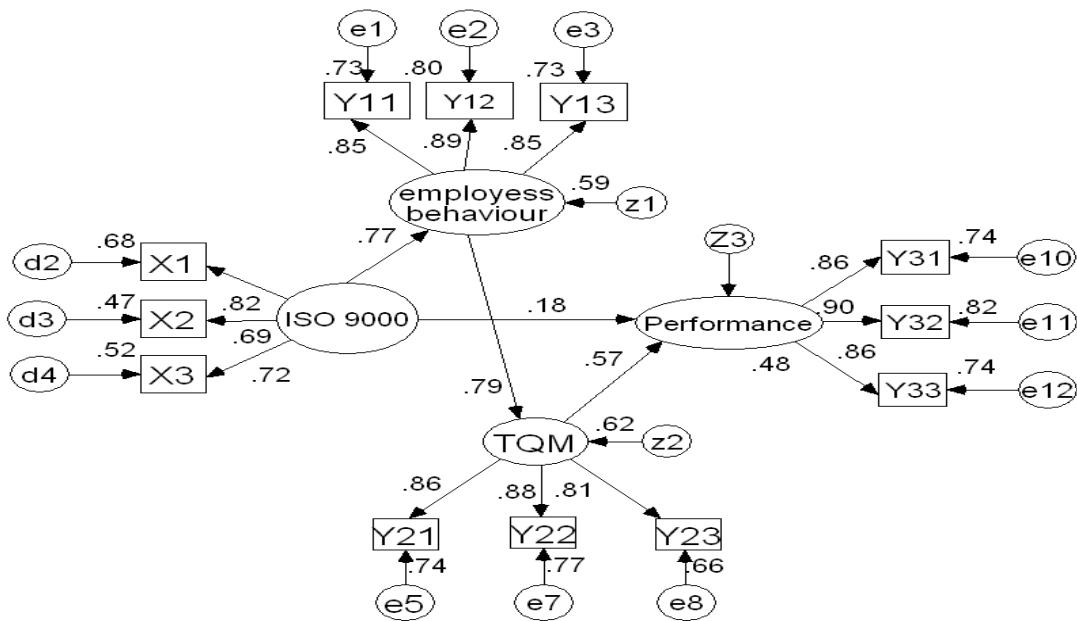 e1
e2
e3
.73
.80
.73
Y11
Y12
Y13
.85
.89
.85
employess
behaviour
.59
z1
.77
d2
.68
X1
d3
.47
X2
d4
.52
X3
.82
.69
.72
ISO 9000
.18
Z3
Performance
.48
.86
.90
.86
Y31
.74
e10
Y32
.82
e11
Y33
.74
e12
.79
.57
TQM
.62
z2
.86
.88
.81
Y21
Y22
Y23
.74
.77
.66
e5
e7
e8